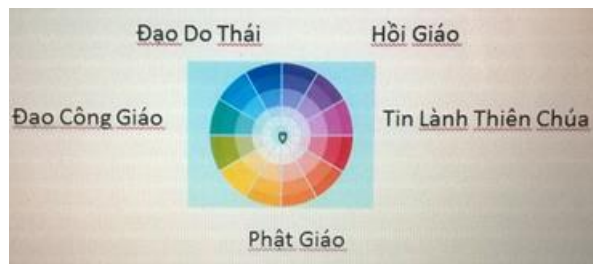 Đạo Do Thái
Hồi Giáo
Đạo Công Giáo
Tin Lành Thiên Chúa
Phật Giáo